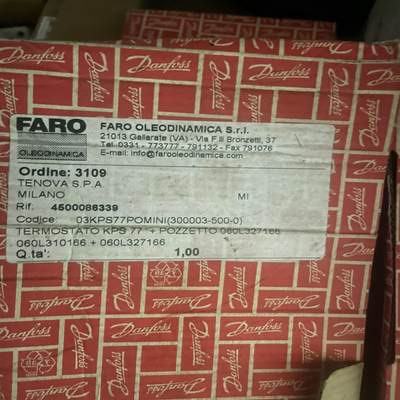 Danfoss
FARO
OLEODINAMICA
FARO OLEODINAMICA S.r.l.
21013 Gallarate (VA) - Via F.lli Bronzetti, 37
Tel. 0331 - 773777 - 791132 - Fax 791076
E-mail: info@farooleodinamica.it
Ordine: 3109
TENOVA S.P.A
MILANO MI
Rif. 4500086339
Codice 03KPS77POMINI(300003-500-0)
TERMOSTATO KPS 77 + POZZETTO 060L327166
060L310166 + 060L327166
Q.ta': 1,00
Danfoss